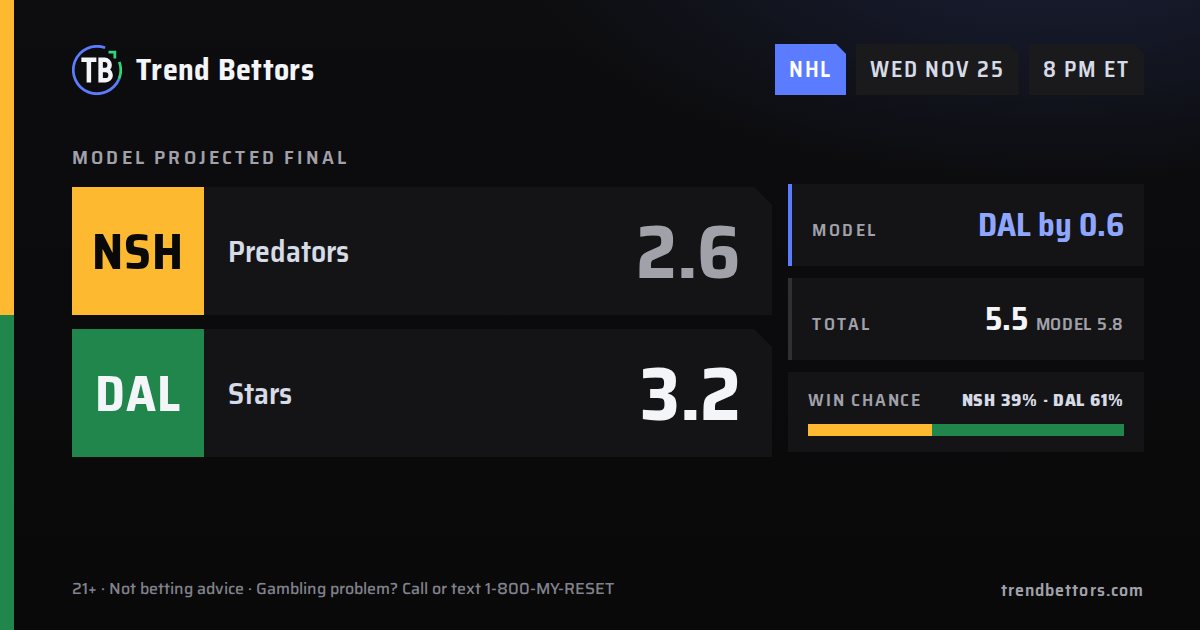 TB Trend Bettors
NHL WED NOV 25 8 PM ET
MODEL PROJECTED FINAL
NSH Predators 2.6
DAL Stars 3.2
MODEL DAL by 0.6
TOTAL 5.5 MODEL 5.8
WIN CHANCE NSH 39% · DAL 61%
21+ · Not betting advice · Gambling problem? Call or text 1-800-MY-RESET
trendbettors.com